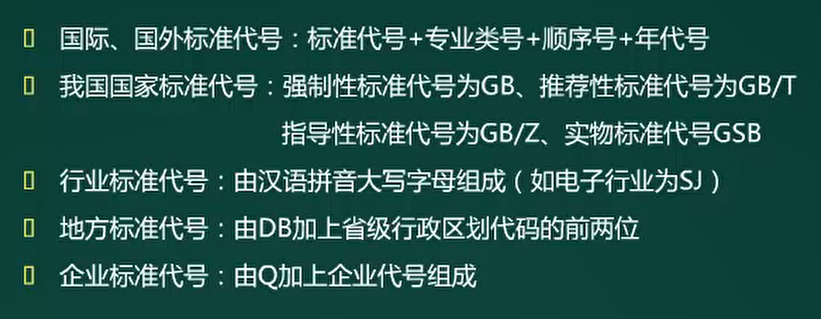 国际、国外标准代号：标准代号+专业类号+顺序号+年代号
我国国家标准代号：强制性标准代号为GB、推荐性标准代号为GB/T
指导性标准代号为GB/Z、实物标准代号GSB
行业标准代号：由汉语拼音大写字母组成（如电子行业为SJ）
地方标准代号：由DB加上省级行政区划代码的前两位
企业标准代号：由Q加上企业代号组成